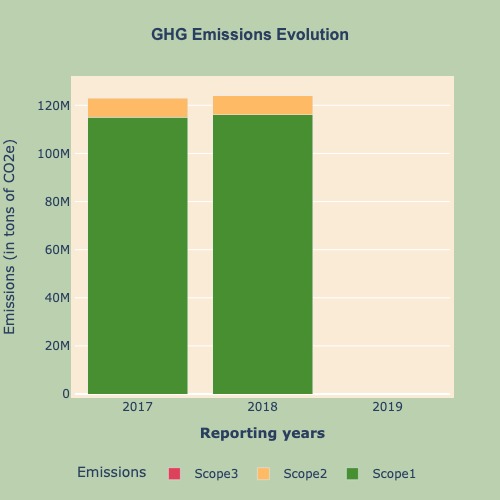 GHG Emissions Evolution
Emissions (in tons of CO2e)
120M
100M
80M
60M
40M
20M
0
2017 2018 2019
Reporting years
Emissions Scope3 Scope2 Scope1